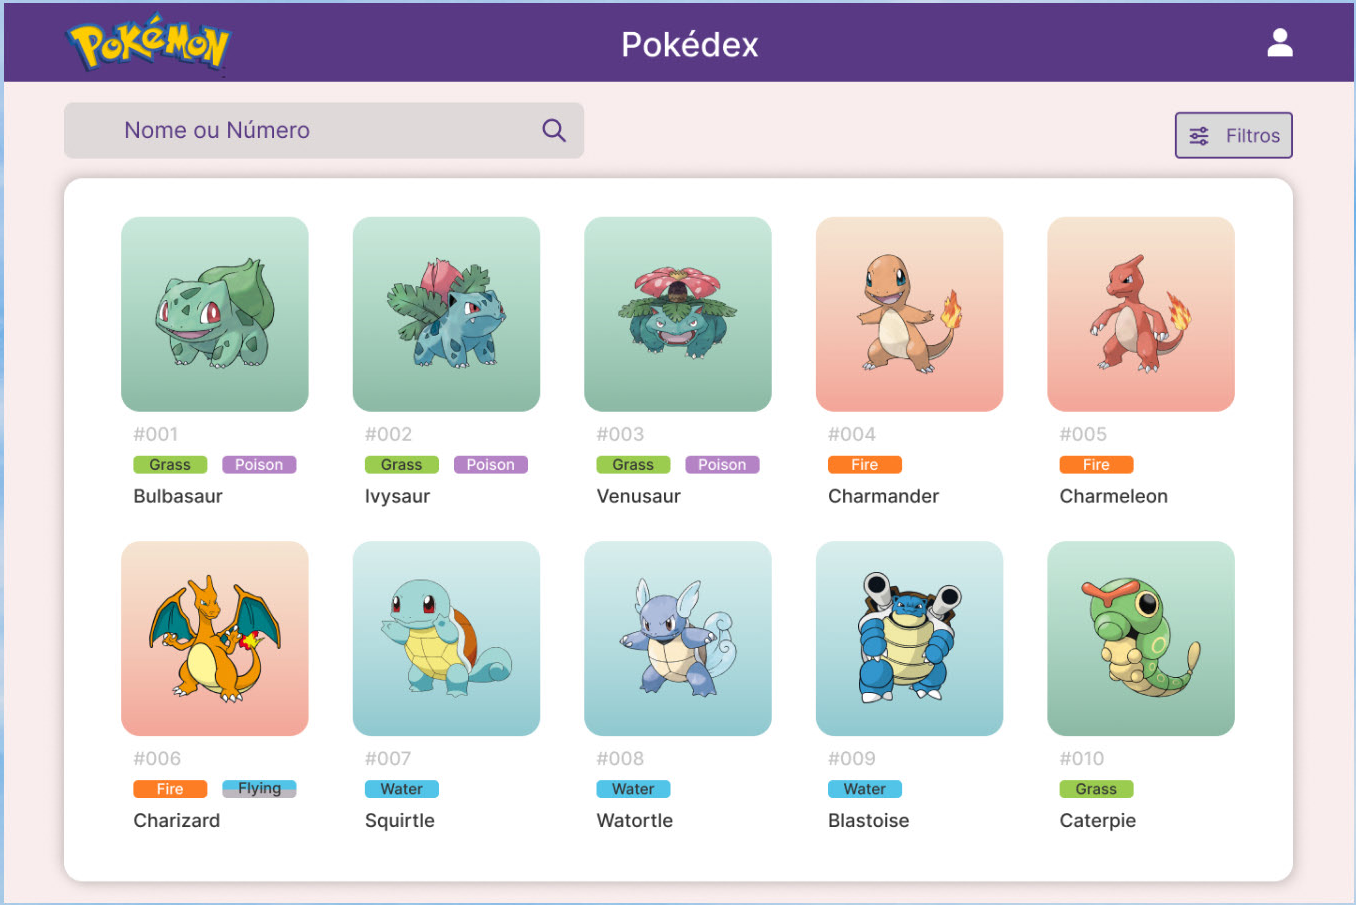 POKéMON
Pokédex
Nome ou Número
Filtros
#001 #002 #003 #004 #005
Grass Poison Grass Poison Grass Poison Fire Fire
Bulbasaur Ivysaur Venusaur Charmander Charmeleon
#006 #007 #008 #009 #010
Fire Flying Water Water Water Grass
Charizard Squirtle Watortle Blastoise Caterpie